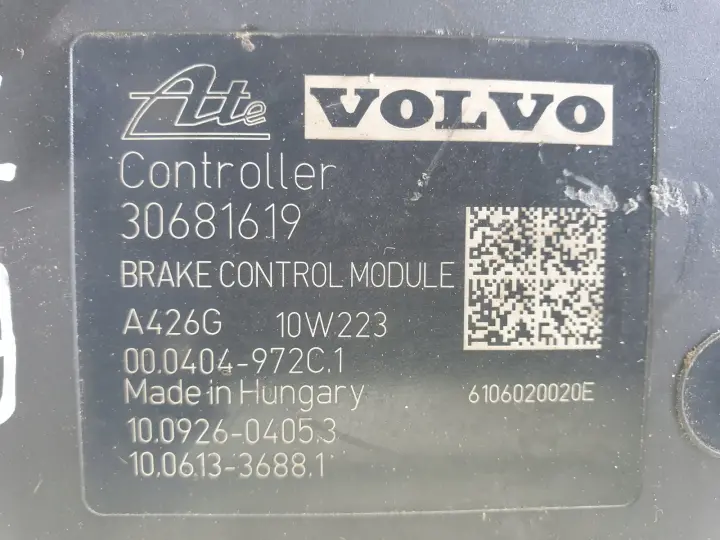 Ate VOLVO
Controller
30681619
BRAKE CONTROL MODULE
A426G 10W223
00.0404-972C.1
Made in Hungary
6106020020E
10.0926-0405.3
10.0613-3688.1